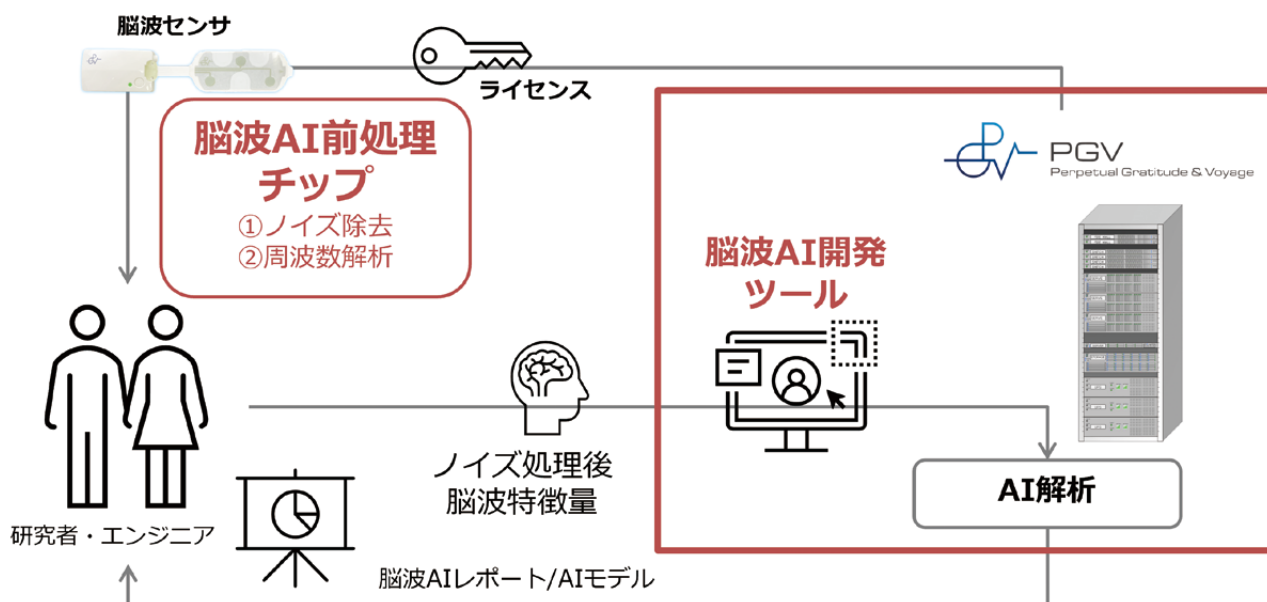 脳波センサ
ライセンス
脳波AI前処理
チップ
①ノイズ除去
②周波数解析
PGV
Perpetual Gratitude & Voyage
脳波AI開発
ツール
ノイズ処理後
脳波特徴量
AI解析
研究者・エンジニア
脳波AIレポート/AIモデル